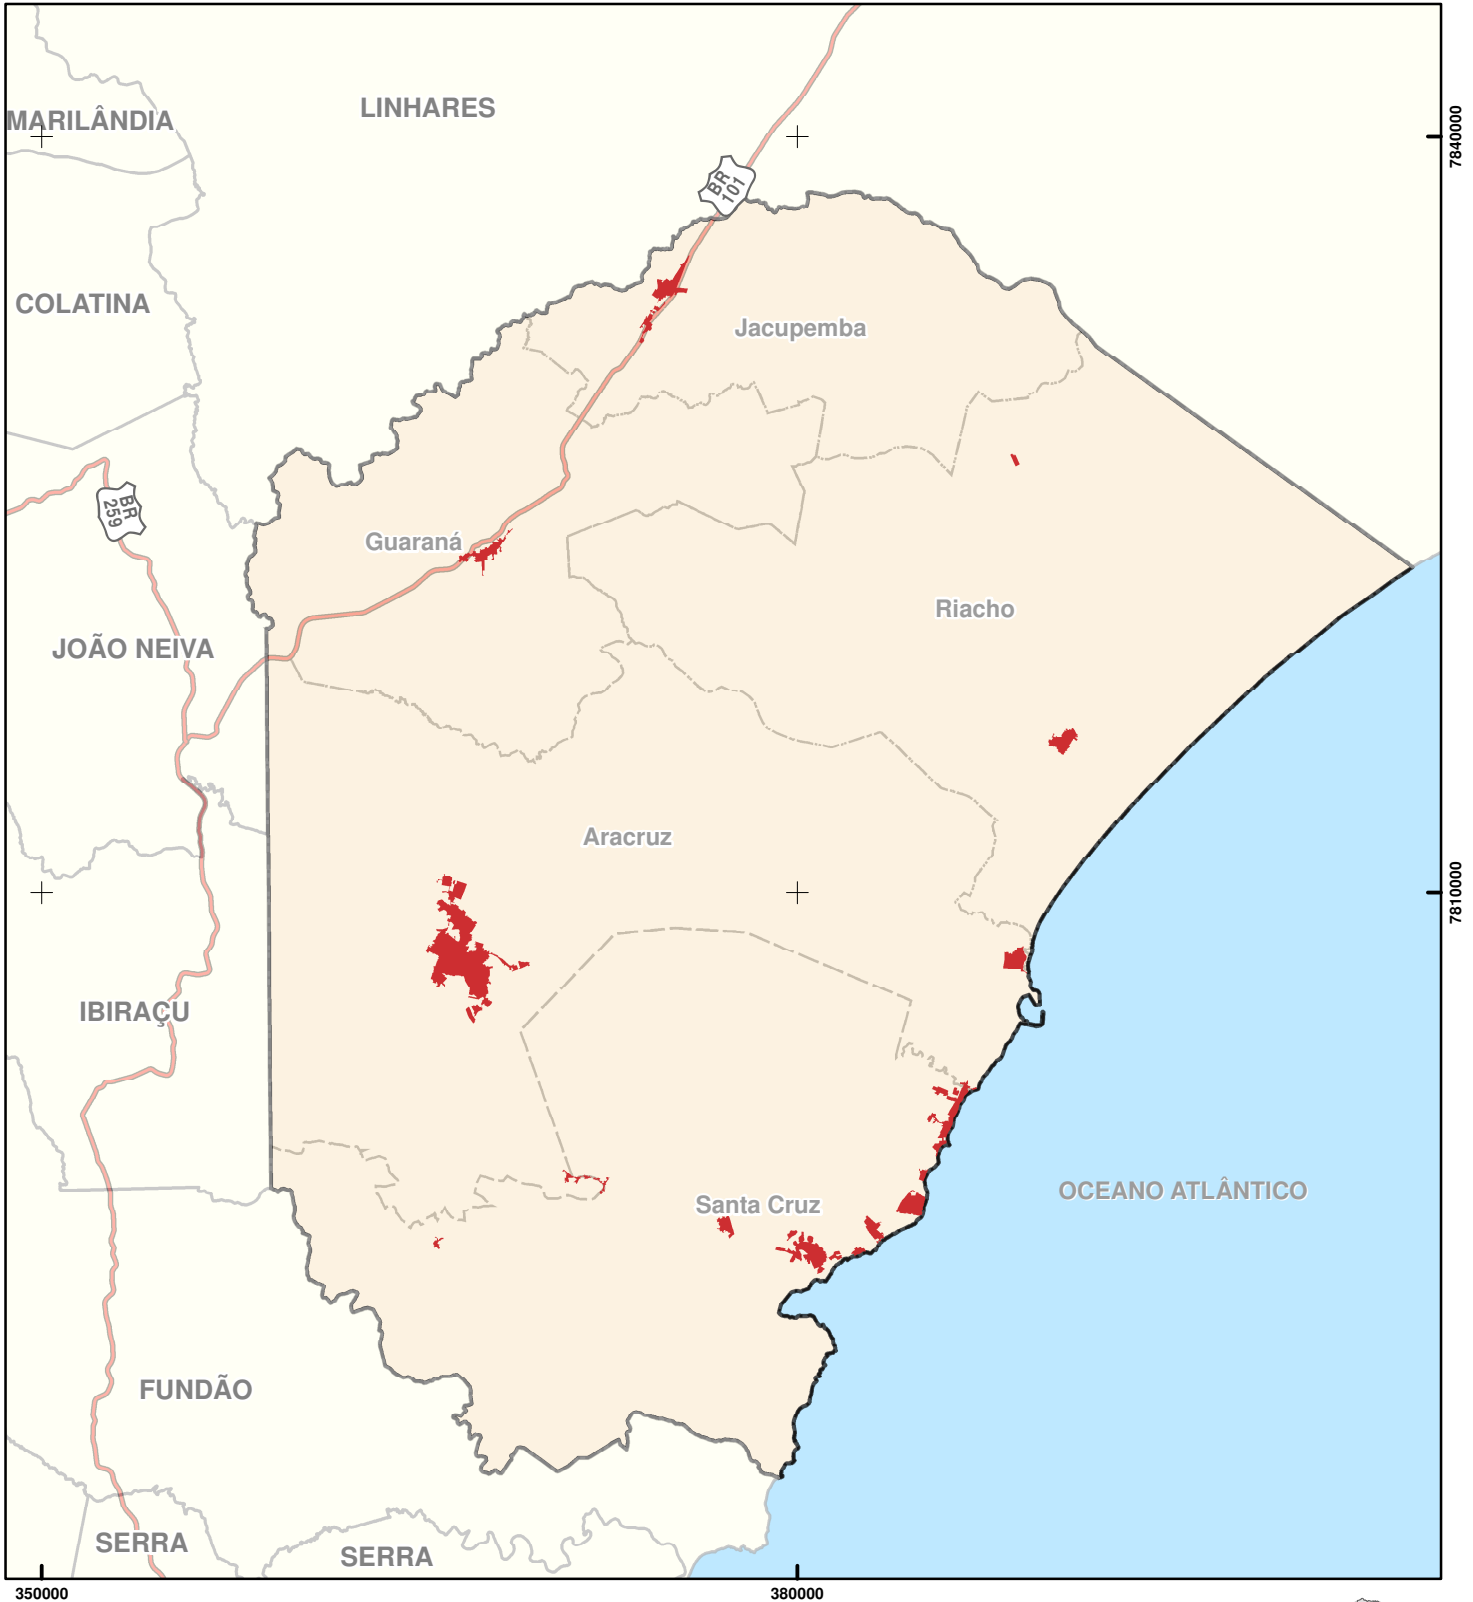 LINHARES
MARILÂNDIA
7840000
BR
101
COLATINA
Jacupemba
BR
259
Guaraná
Riacho
JOÃO NEIVA
Aracruz
7810000
IBIRAÇU
OCEANO ATLÂNTICO
Santa Cruz
FUNDÃO
SERRA
SERRA
350000
380000